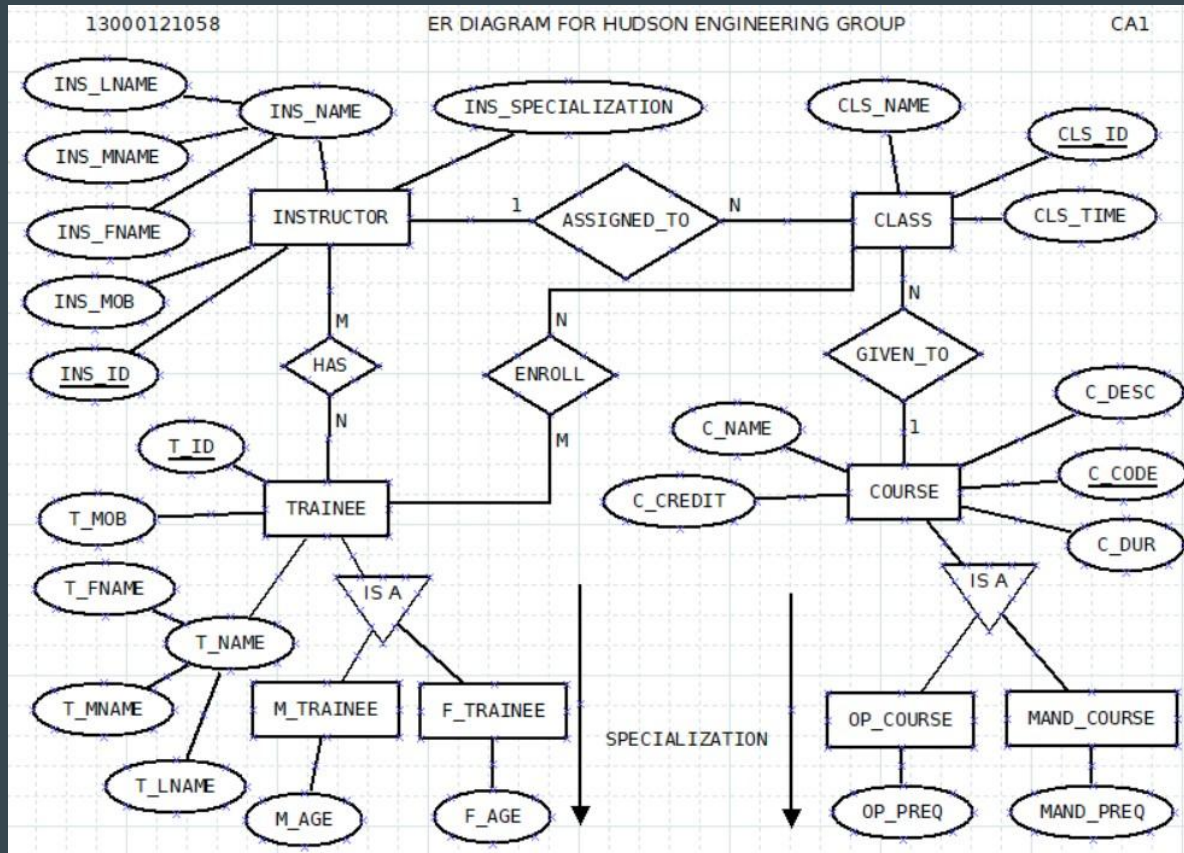 13000121058 ER DIAGRAM FOR HUDSON ENGINEERING GROUP CA1
INS_LNAME
INS_NAME
INS_SPECIALIZATION
CLS_NAME
CLS_ID
INS_MNAME
INSTRUCTOR
1
ASSIGNED_TO
N
CLASS
CLS_TIME
INS_FNAME
INS_MOB
INS_ID
M
HAS
N
N
ENROLL
M
N
GIVEN_TO
1
C_DESC
C_NAME
C_CODE
C_CREDIT
COURSE
C_DUR
T_ID
T_MOB
TRAINEE
T_FNAME
IS A
IS A
T_NAME
T_MNAME
M_TRAINEE
F_TRAINEE
SPECIALIZATION
OP_COURSE
MAND_COURSE
T_LNAME
M_AGE
F_AGE
OP_PREQ
MAND_PREQ